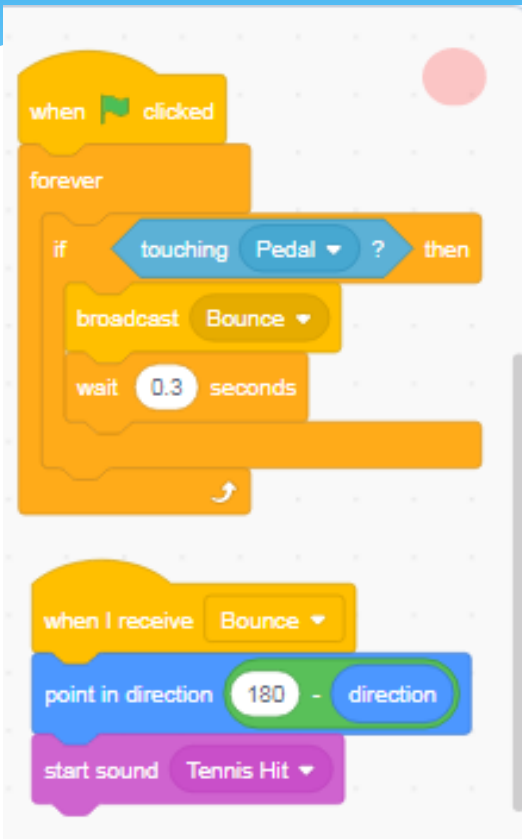 when clicked
forever
if touching Pedal ? then
broadcast Bounce
wait 0.3 seconds
when I receive Bounce
point in direction 180 - direction
start sound Tennis Hit